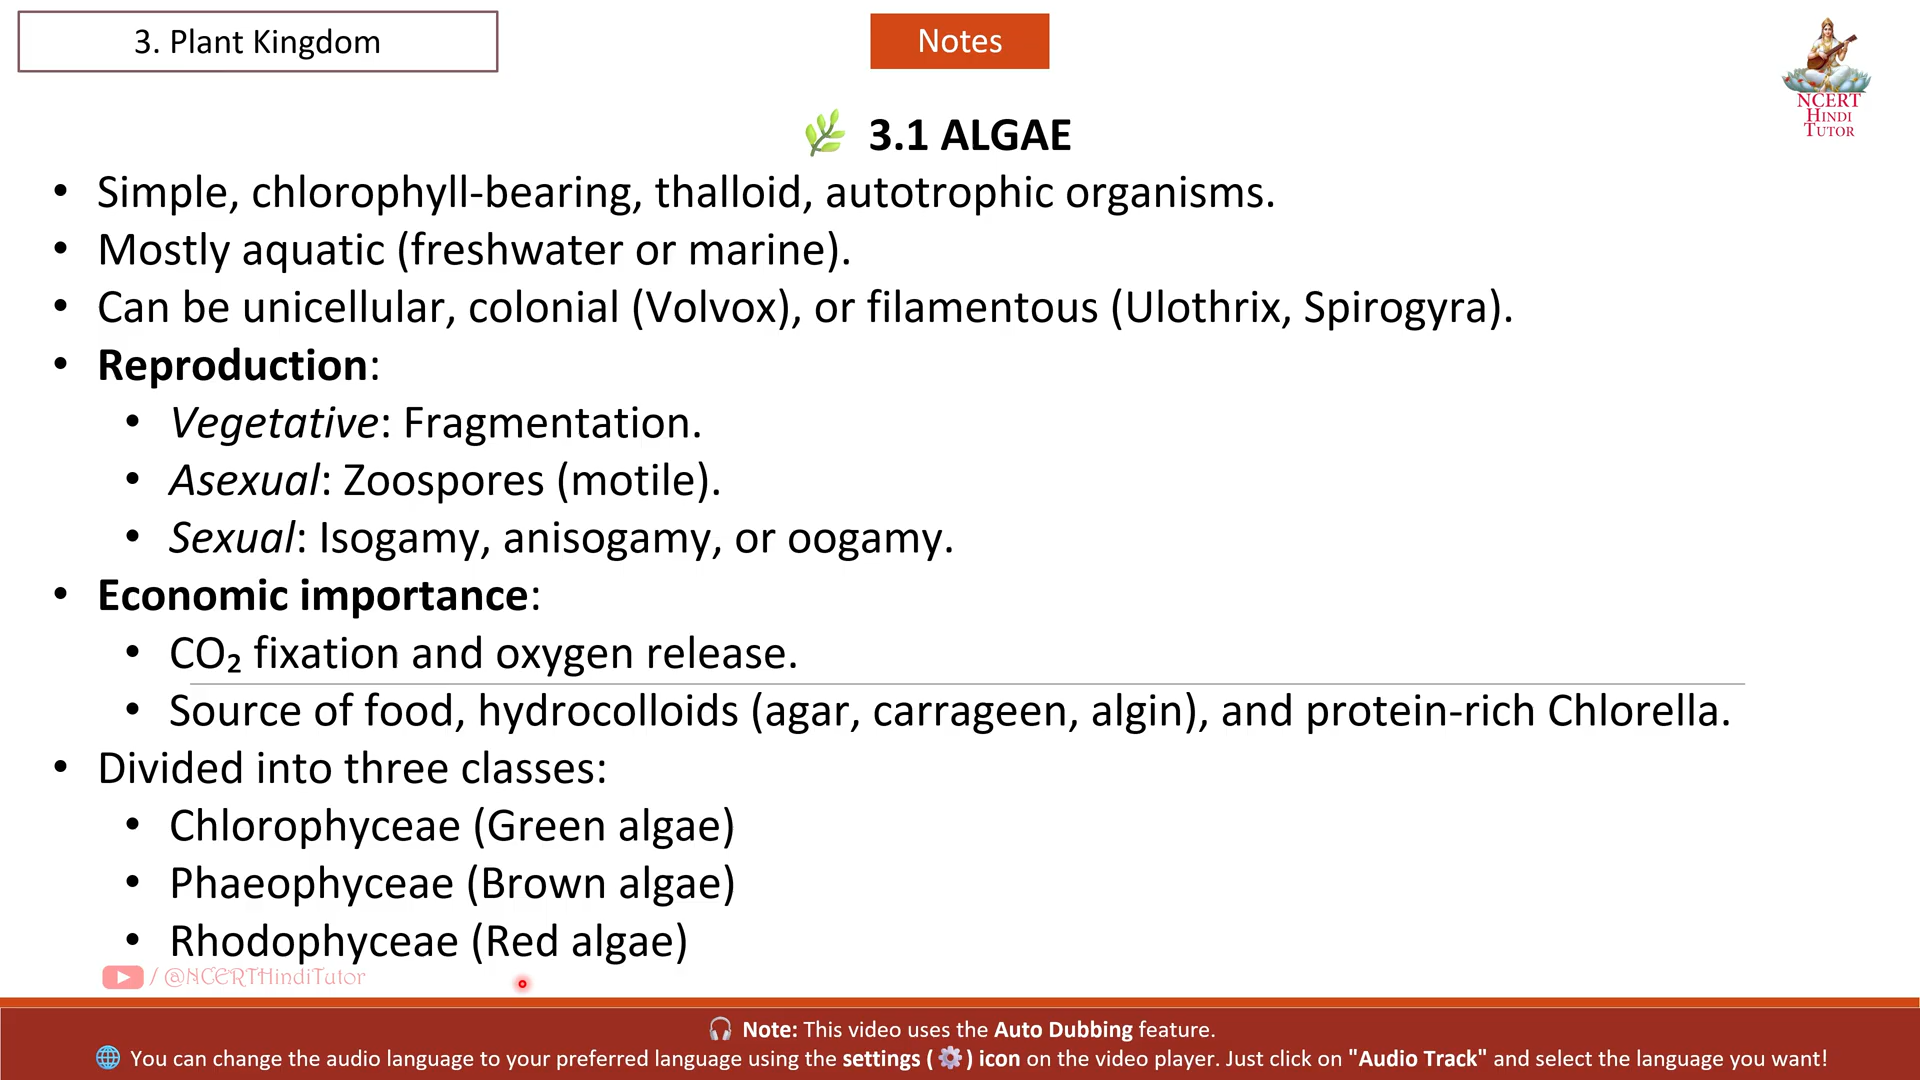 3. Plant Kingdom
Notes
NCERT
HINDI
TUTOR
3.1 ALGAE
• Simple, chlorophyll-bearing, thalloid, autotrophic organisms.
• Mostly aquatic (freshwater or marine).
• Can be unicellular, colonial (Volvox), or filamentous (Ulothrix, Spirogyra).
• Reproduction:
• Vegetative: Fragmentation.
• Asexual: Zoospores (motile).
• Sexual: Isogamy, anisogamy, or oogamy.
• Economic importance:
• CO₂ fixation and oxygen release.
• Source of food, hydrocolloids (agar, carrageen, algin), and protein-rich Chlorella.
• Divided into three classes:
• Chlorophyceae (Green algae)
• Phaeophyceae (Brown algae)
• Rhodophyceae (Red algae)
/ @NCERTHindiTutor
🎧 Note: This video uses the Auto Dubbing feature.
🌐 You can change the audio language to your preferred language using the settings (⚙️) icon on the video player. Just click on "Audio Track" and select the language you want!